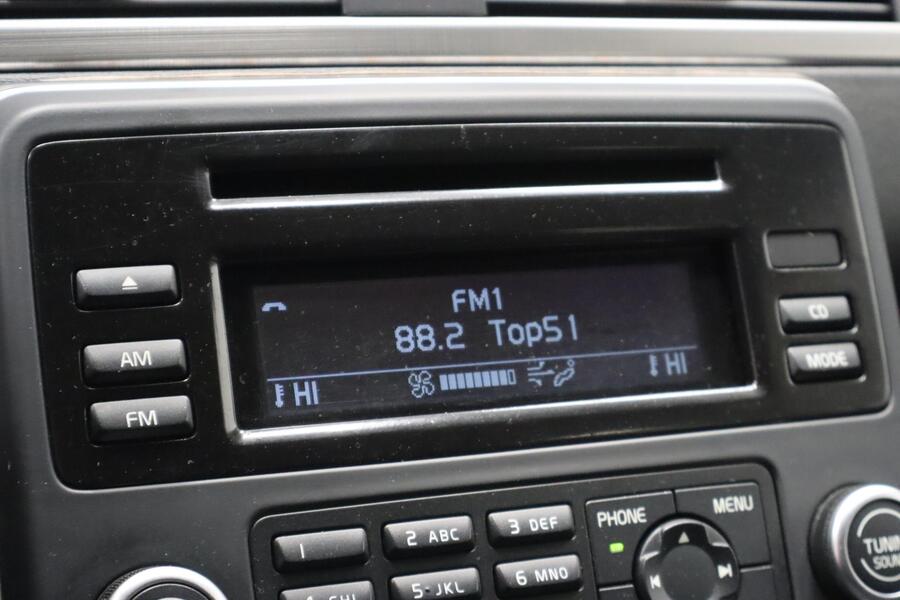 FM1
88.2 Top51
HI HI
AM
FM
CD
MODE
1
2 ABC
3 DEF
PHONE
MENU
5 JKL
6 MNO